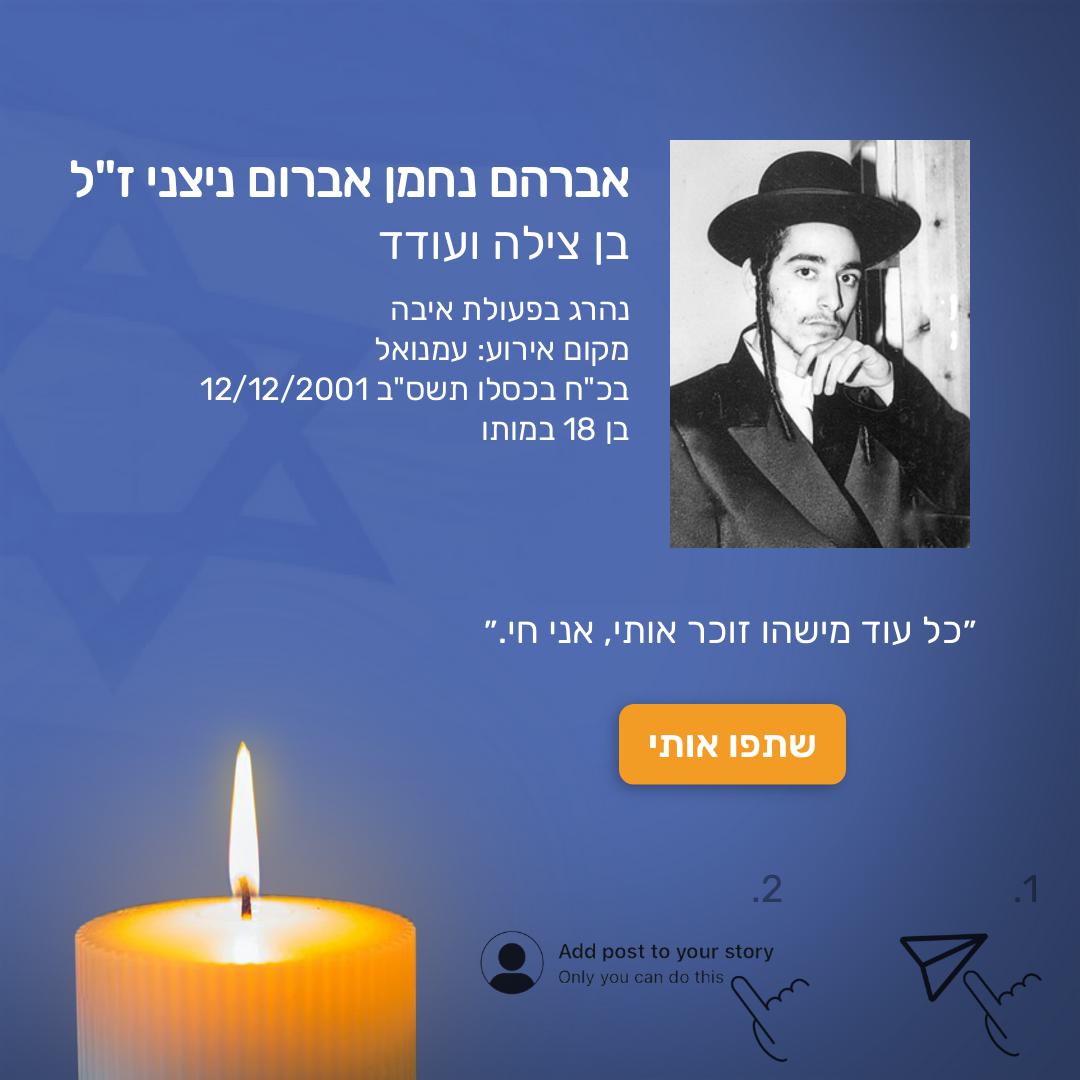 אברהם נחמן אברום ניצני ז"ל
בן צילה ועודד
נהרג בפעולת איבה
מקום אירוע: עמנואל
בכ"ח בכסלו תשס"ב 12/12/2001
בן 18 במותו
״כל עוד מישהו זוכר אותי, אני חי.״
שתפו אותי
1.
2.
Add post to your story
Only you can do this